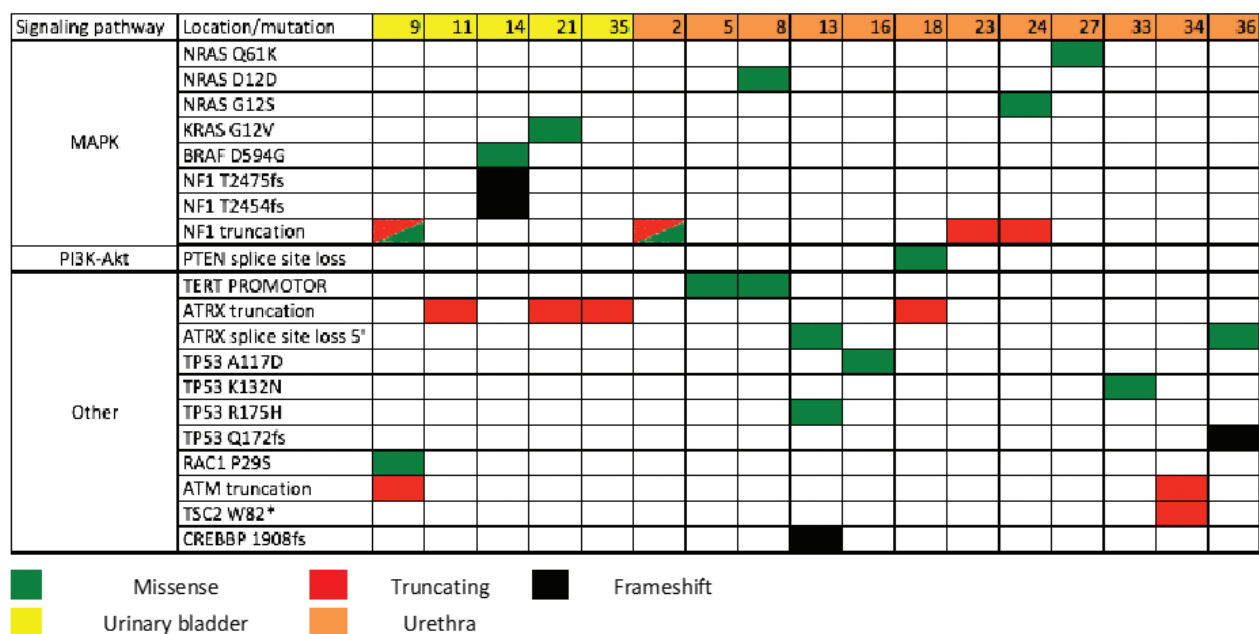 Signaling pathway Location/mutation 9 11 14 21 35 2 5 8 13 16 18 23 24 27 33 34 36
MAPK
NRAS Q61K
NRAS D12D
NRAS G12S
KRAS G12V
BRAF D594G
NF1 T2475fs
NF1 T2454fs
NF1 truncation
PI3K-Akt PTEN splice site loss
Other
TERT PROMOTOR
ATRX truncation
ATRX splice site loss 5'
TP53 A117D
TP53 K132N
TP53 R175H
TP53 Q172fs
RAC1 P29S
ATM truncation
TSC2 W82*
CREBBP 1908fs
Missense Truncating Frameshift
Urinary bladder Urethra